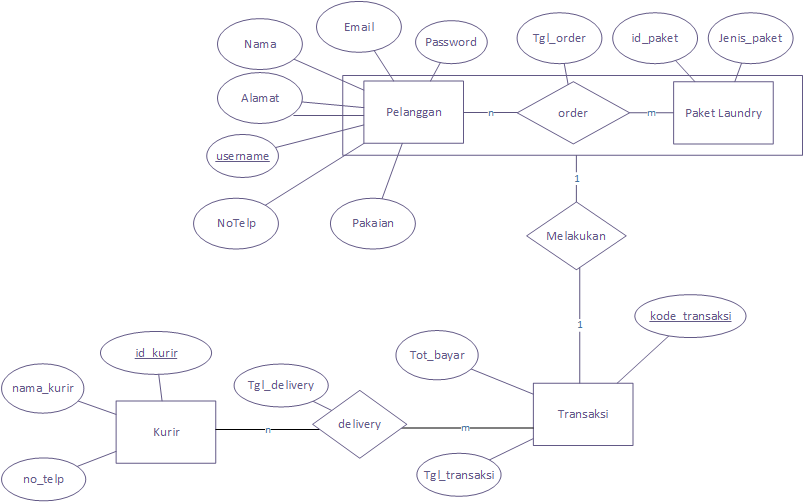 Email
Nama
Password
Tgl_order
id_paket
Jenis_paket
Alamat
Pelanggan
n
order
m
Paket Laundry
username
1
NoTelp
Pakaian
Melakukan
kode_transaksi
1
id_kurir
Tot_bayar
nama_kurir
Tgl_delivery
Transaksi
Kurir
n
delivery
m
Tgl_transaksi
no_telp